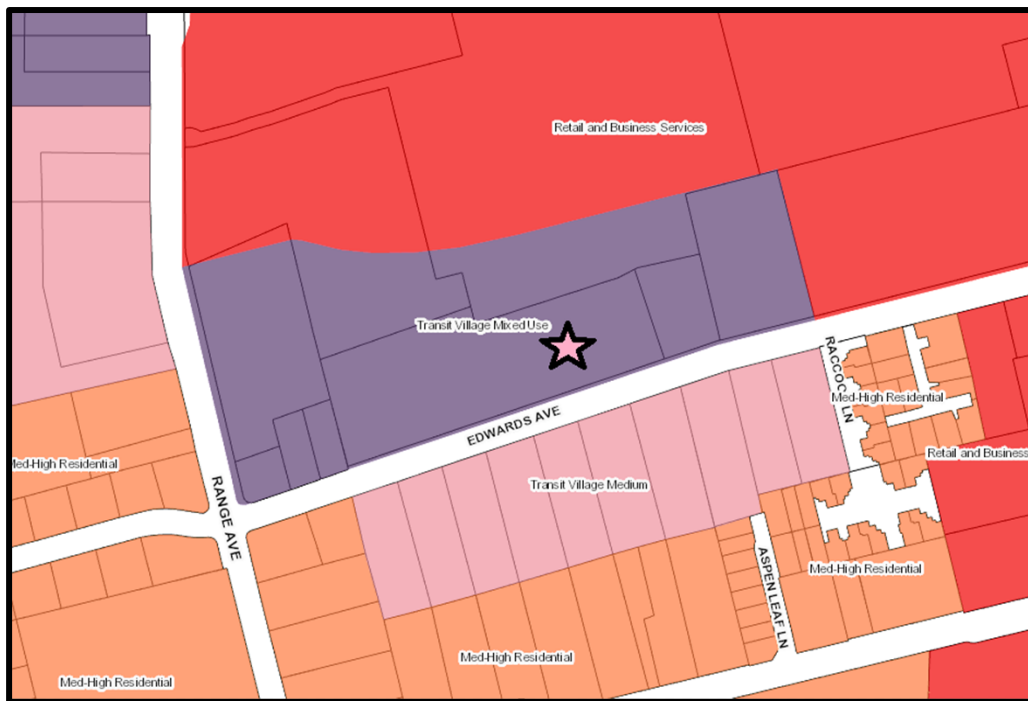 Retail and Business Services
Transit Village Mixed Use
RACCOON LN
EDWARDS AVE
Med-High Residential
Retail and Business
Med-High Residential
Transit Village Medium
RANGE AVE
ASPEN LEAF LN
Med-High Residential
Med-High Residential
Med-High Residential